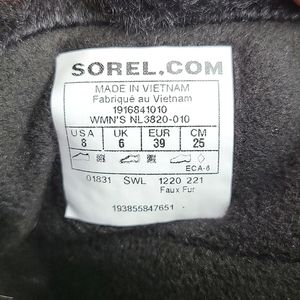 SOREL.COM
MADE IN VIETNAM
Fabriqué au Vietnam
1916841010
WMN'S NL3820-010
USA UK EUR CM
8 6 39 25
ECA-6
01831 SWL 1220 221
Faux Fur
193855847651